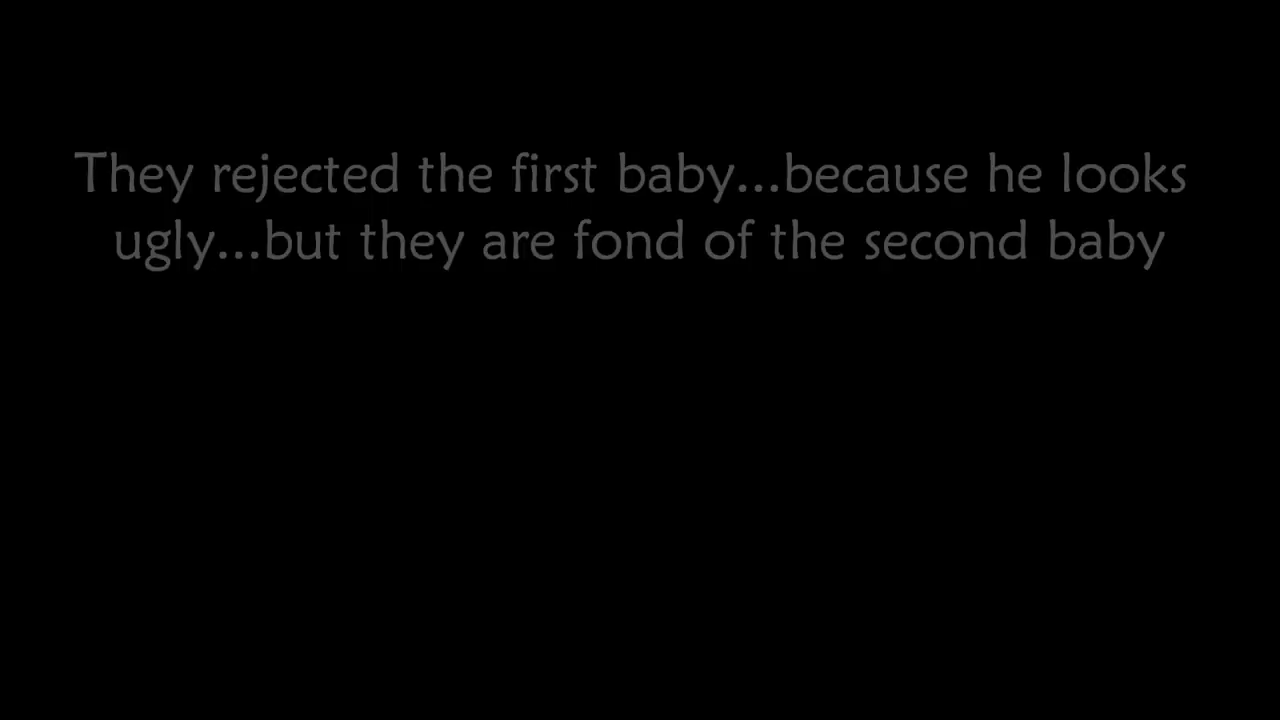 They rejected the first baby...because he looks
ugly...but they are fond of the second baby